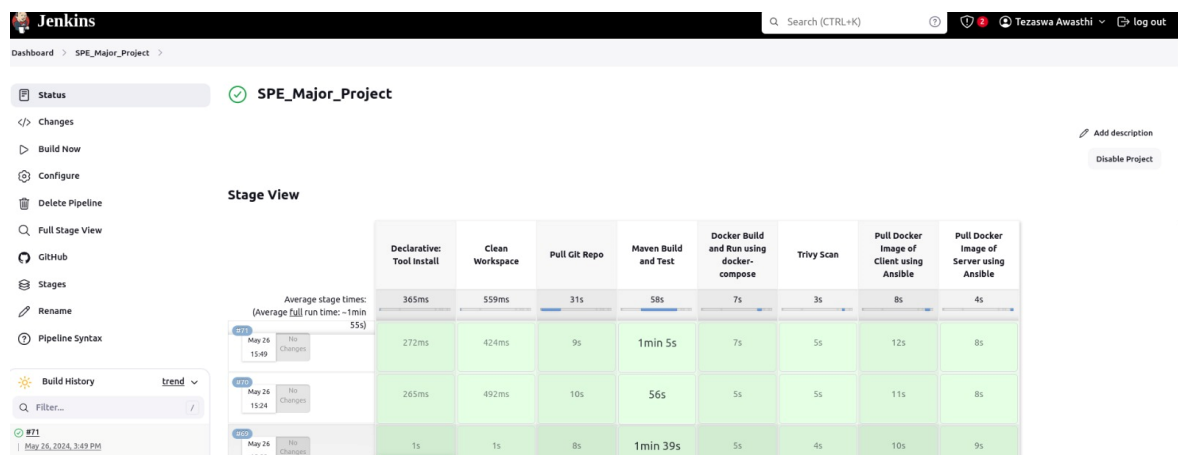 Jenkins
Search (CTRL+K)
2
Tezaswa Awasthi
log out
Dashboard > SPE_Major_Project >
Status
</> Changes
Build Now
Configure
Delete Pipeline
Full Stage View
GitHub
Stages
Rename
Pipeline Syntax
Build History
trend
Filter...
/
#71
May 26, 2024, 3:49 PM
SPE_Major_Project
Add description
Disable Project
Stage View
Declarative: Tool Install
Clean Workspace
Pull Git Repo
Maven Build and Test
Docker Build and Run using docker-compose
Trivy Scan
Pull Docker Image of Client using Ansible
Pull Docker Image of Server using Ansible
Average stage times:
(Average full run time: ~1min
55s)
365ms 559ms 31s 58s 7s 3s 8s 4s
#71
May 26
15:49
No Changes
272ms 424ms 9s 1min 5s 7s 5s 12s 8s
#70
May 26
15:24
No Changes
265ms 492ms 10s 56s 5s 5s 11s 8s
#69
May 26
No Changes
1s 1s 8s 1min 39s 5s 4s 10s 9s